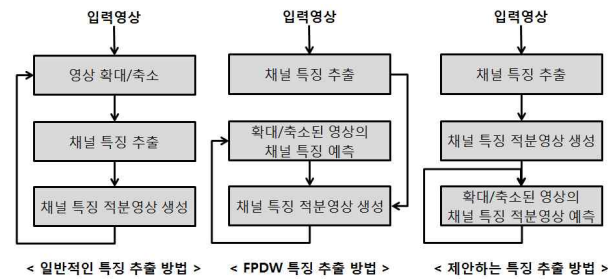 입력영상
영상 확대/축소
채널 특징 추출
채널 특징 적분영상 생성
< 일반적인 특징 추출 방법 >
입력영상
채널 특징 추출
확대/축소된 영상의
채널 특징 예측
채널 특징 적분영상 생성
< FPDW 특징 추출 방법 >
입력영상
채널 특징 추출
채널 특징 적분영상 생성
확대/축소된 영상의
채널 특징 적분영상 예측
< 제안하는 특징 추출 방법 >